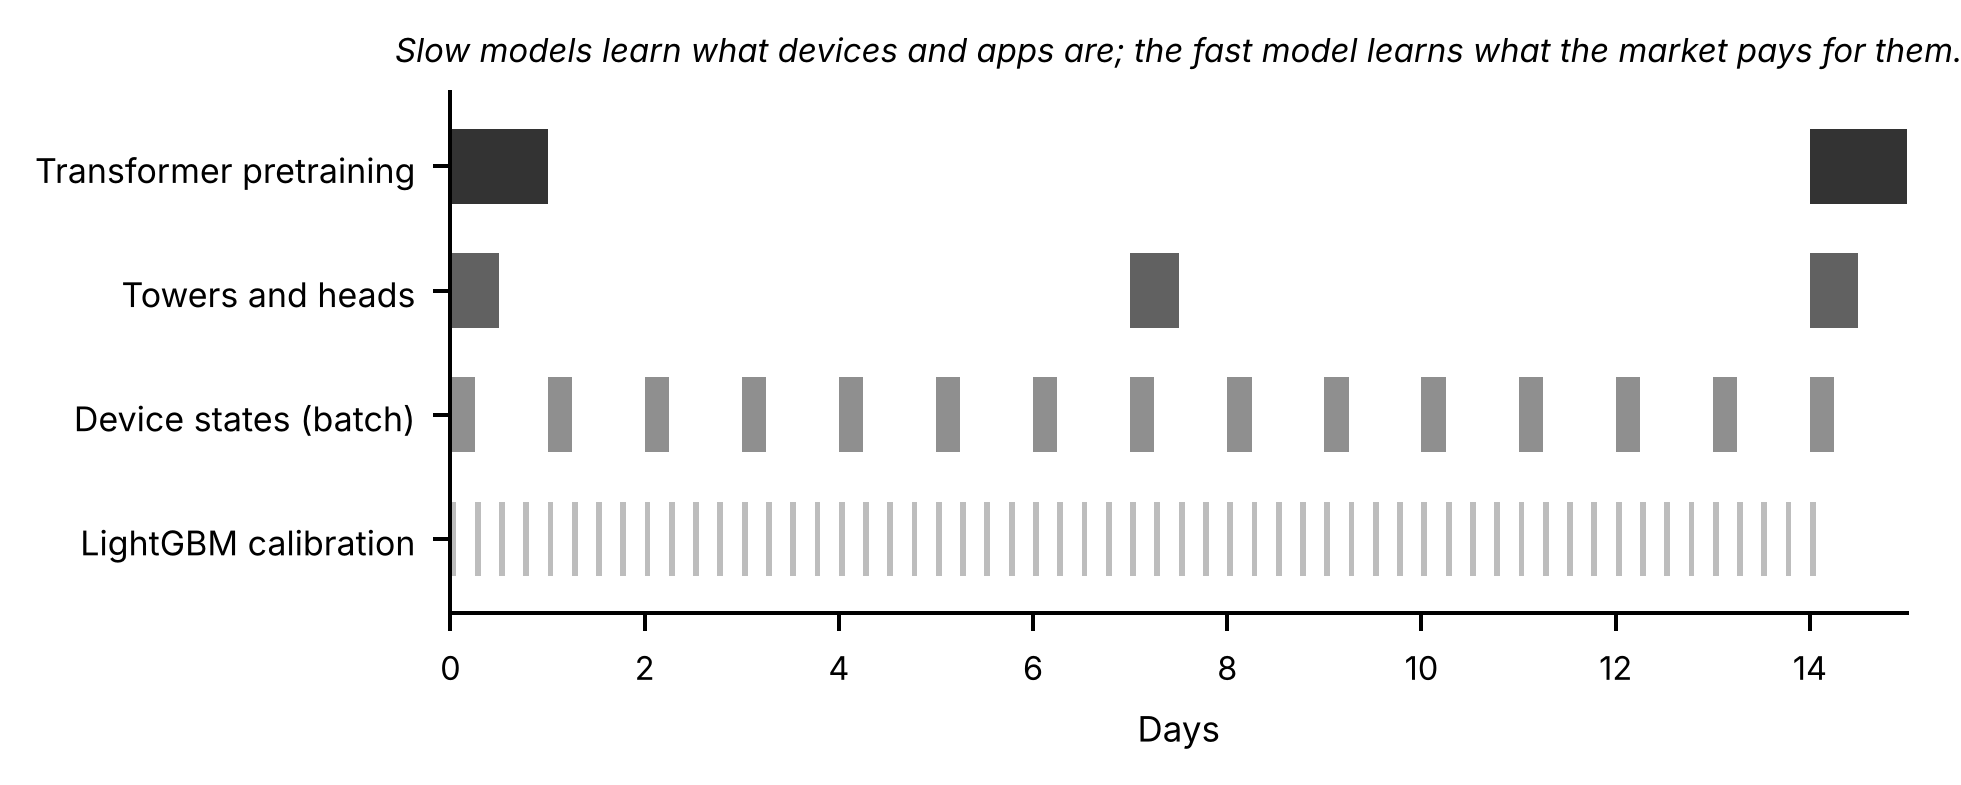 Slow models learn what devices and apps are; the fast model learns what the market pays for them.
Transformer pretraining
Towers and heads
Device states (batch)
LightGBM calibration
0 2 4 6 8 10 12 14
Days